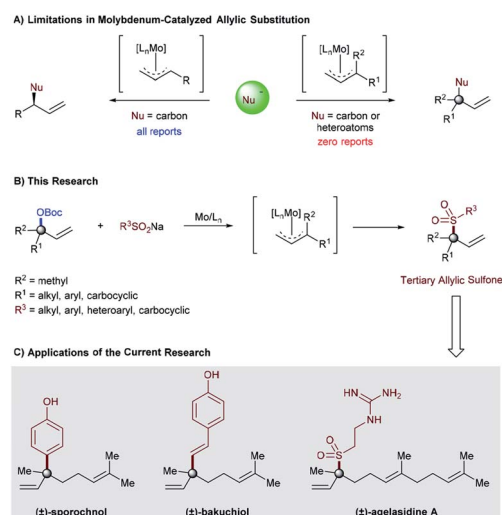 A) Limitations in Molybdenum-Catalyzed Allylic Substitution
[LnMo]
R
[LnMo]
R2
R1
Nu
R
Nu = carbon
all reports
Nu-
Nu = carbon or
heteroatoms
zero reports
Nu
R2
R1
B) This Research
OBoc
R2
R1
+
R3SO2Na
Mo/Ln
[LnMo]
R2
R1
O
O
S
R3
R2
R1
R2 = methyl
R1 = alkyl, aryl, carbocyclic
R3 = alkyl, aryl, heteroaryl, carbocyclic
Tertiary Allylic Sulfone
C) Applications of the Current Research
OH
Me
Me
Me
(±)-sporochnol
OH
Me
Me
Me
(±)-bakuchiol
HN
NH2
NH
O
O
S
Me
Me
Me
Me
(±)-agelasidine A